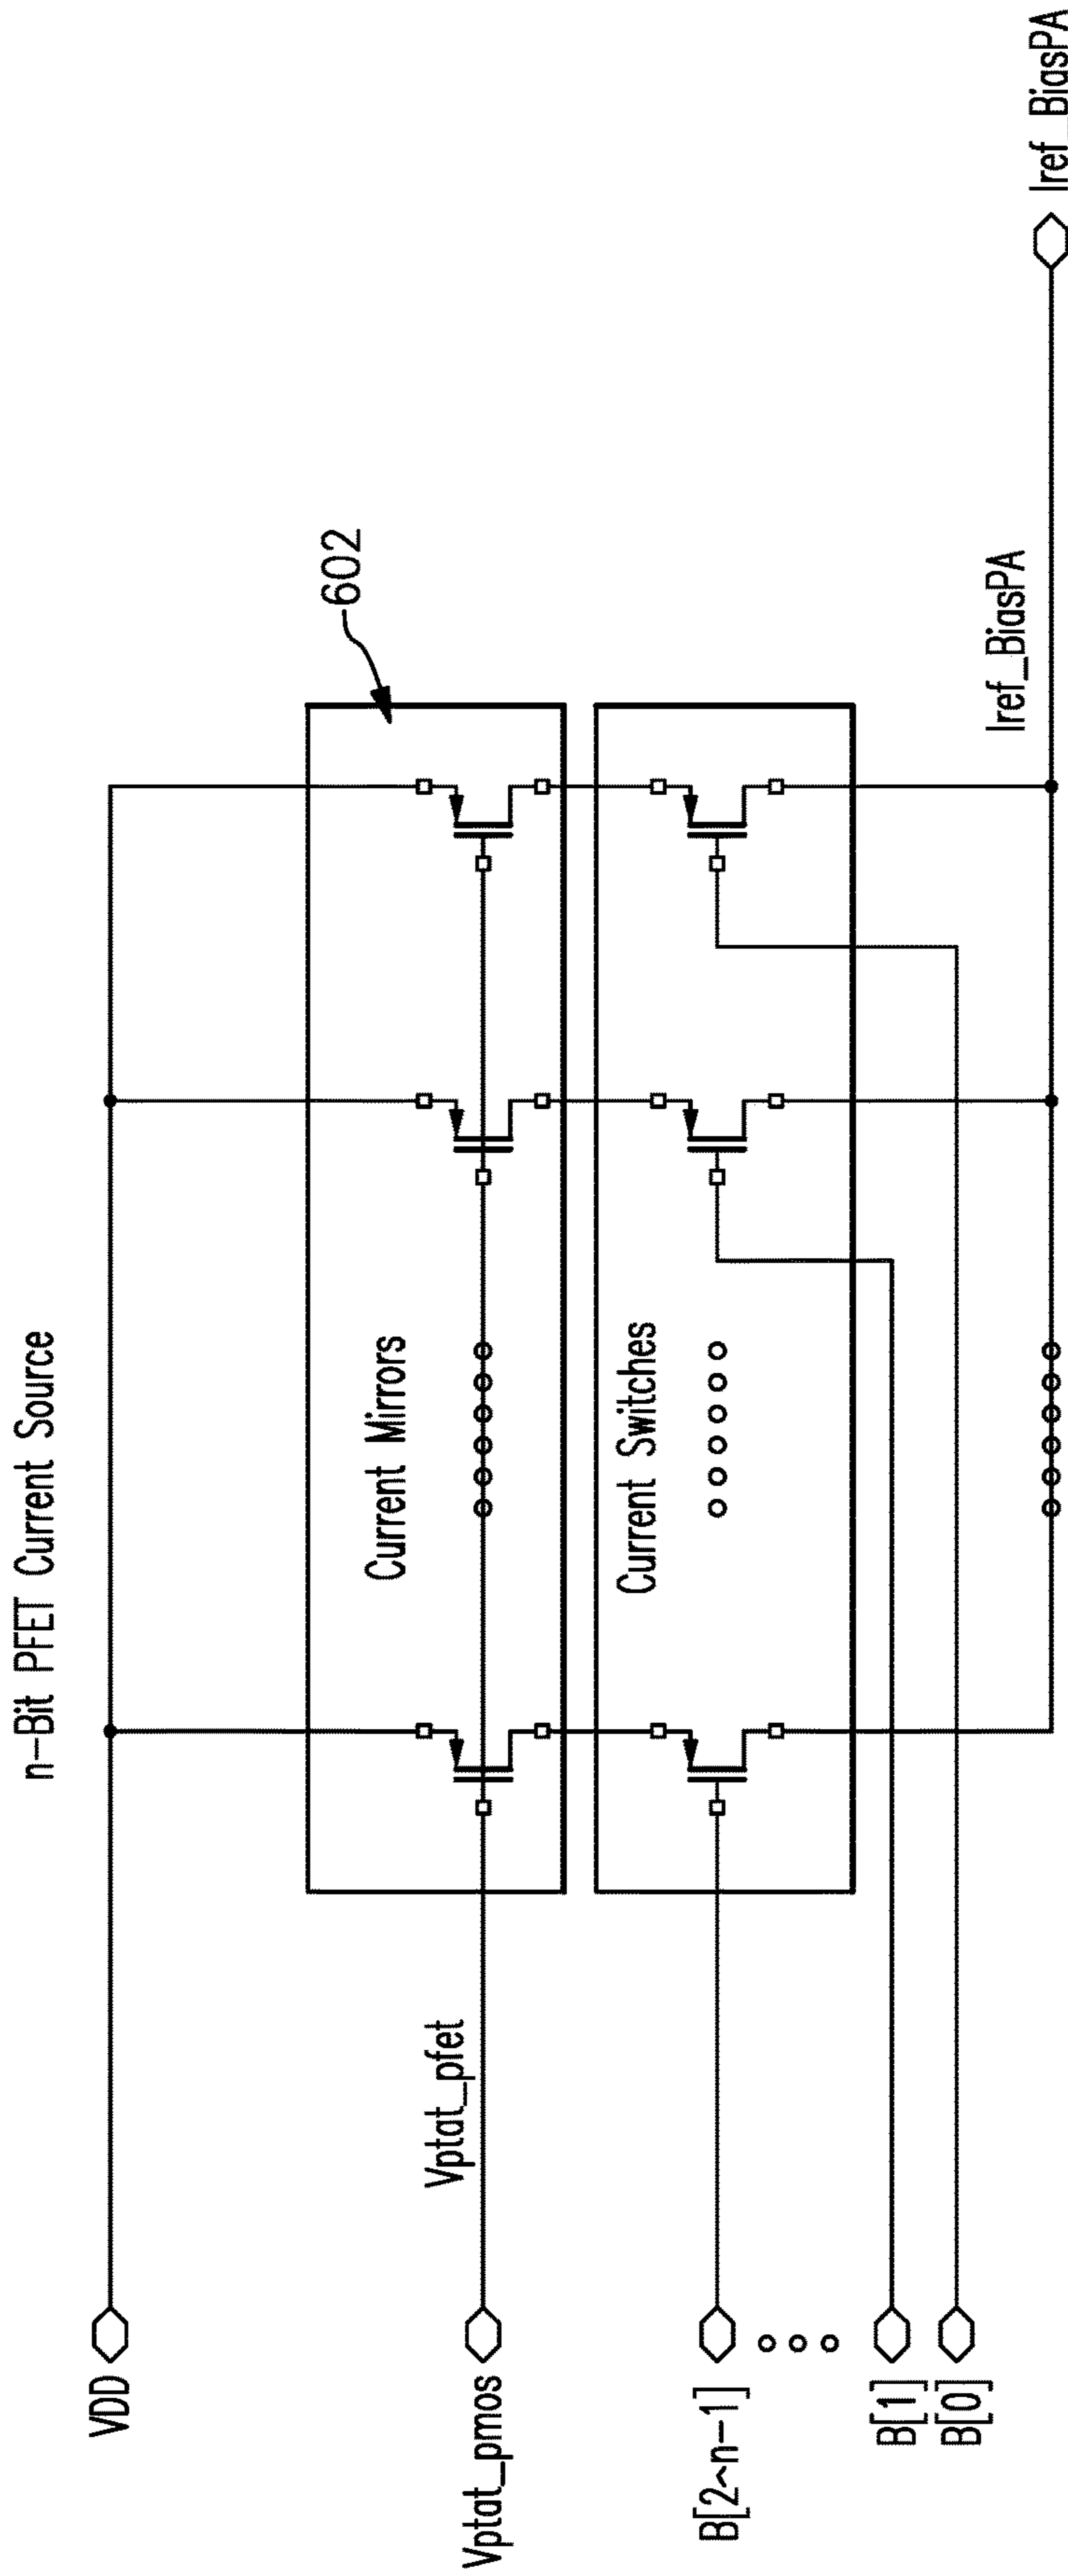 n-Bit PFET Current Source
VDD
602
Current Mirrors
Vptat_pfet
Vptat_pmos
Current Switches
B[2^n-1]
B[1]
B[0]
Iref_BiasPA
Iref_BiasPA